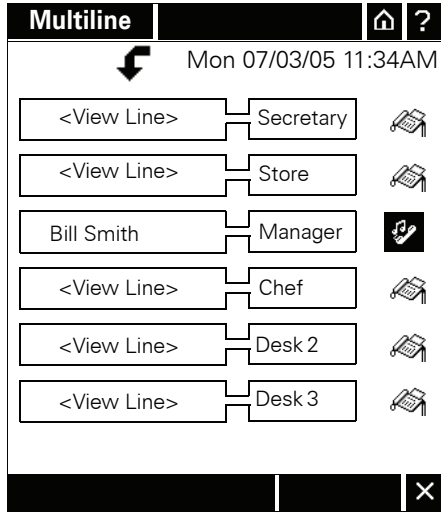 Multiline ?
Mon 07/03/05 11:34AM
<View Line> Secretary
<View Line> Store
Bill Smith Manager
<View Line> Chef
<View Line> Desk 2
<View Line> Desk 3